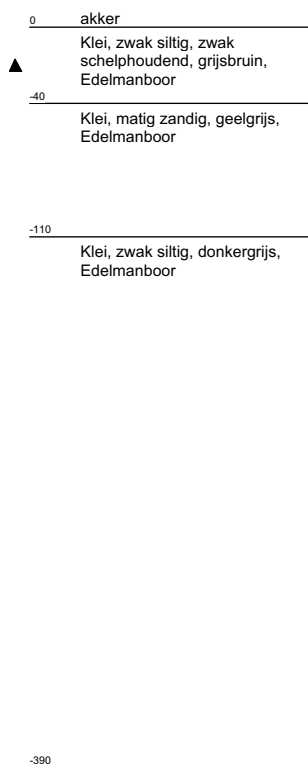 0 akker
Klei, zwak siltig, zwak
schelphoudend, grijsbruin,
Edelmanboor
-40
Klei, matig zandig, geelgrijs,
Edelmanboor
-110
Klei, zwak siltig, donkergrijs,
Edelmanboor
-390